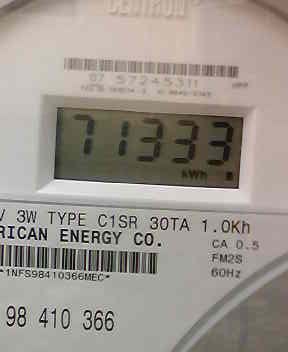 CENTRON
07 57245311
71333
kWh
V 3W TYPE C1SR 30TA 1.0Kh
RICAN ENERGY CO.
CA 0.5
FM2S
60Hz
*1NFS98410366MEC*
98 410 366